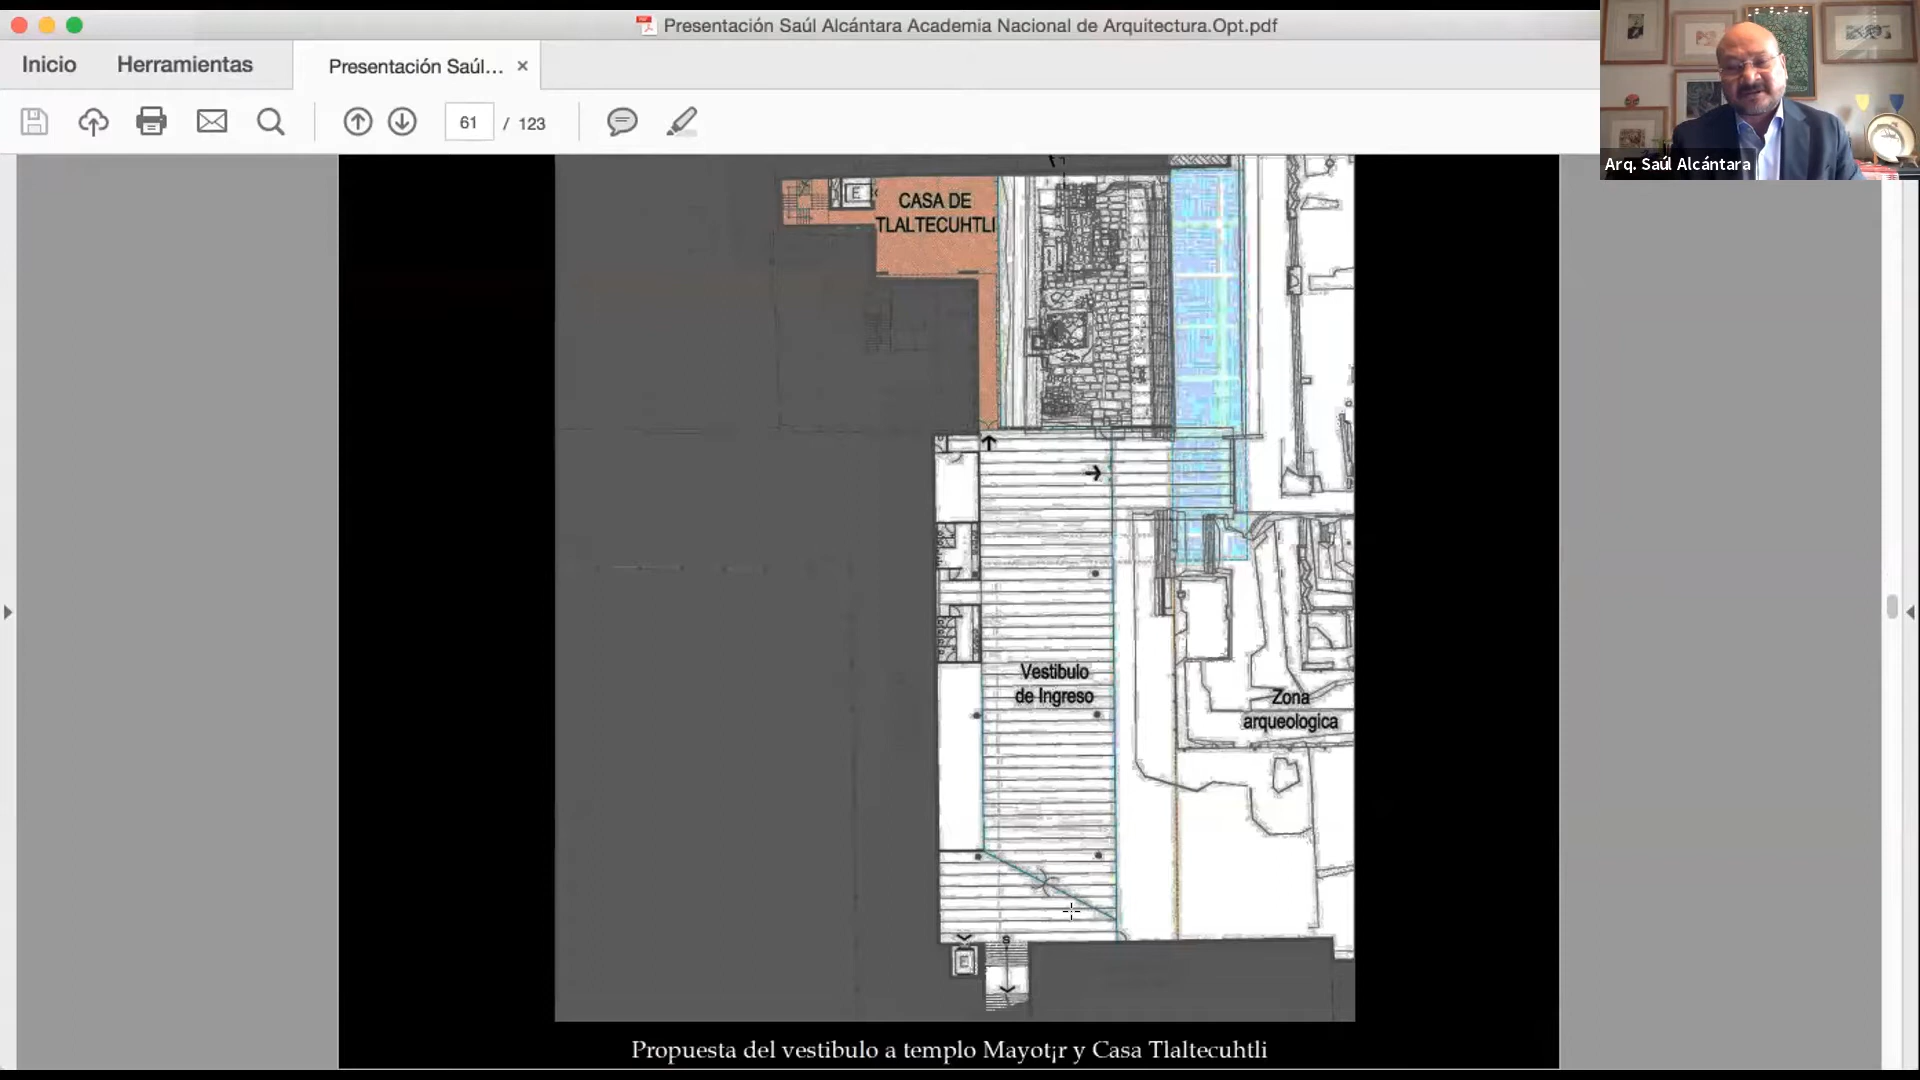 Presentación Saúl Alcántara Academia Nacional de Arquitectura.Opt.pdf
Inicio
Herramientas
Presentación Saúl...
61 / 123
Arq. Saúl Alcántara
E
CASA DE
TLALTECUHTLI
Vestibulo
de Ingreso
Zona
arqueologica
S
E
Propuesta del vestibulo a templo Mayot¡r y Casa Tlaltecuhtli